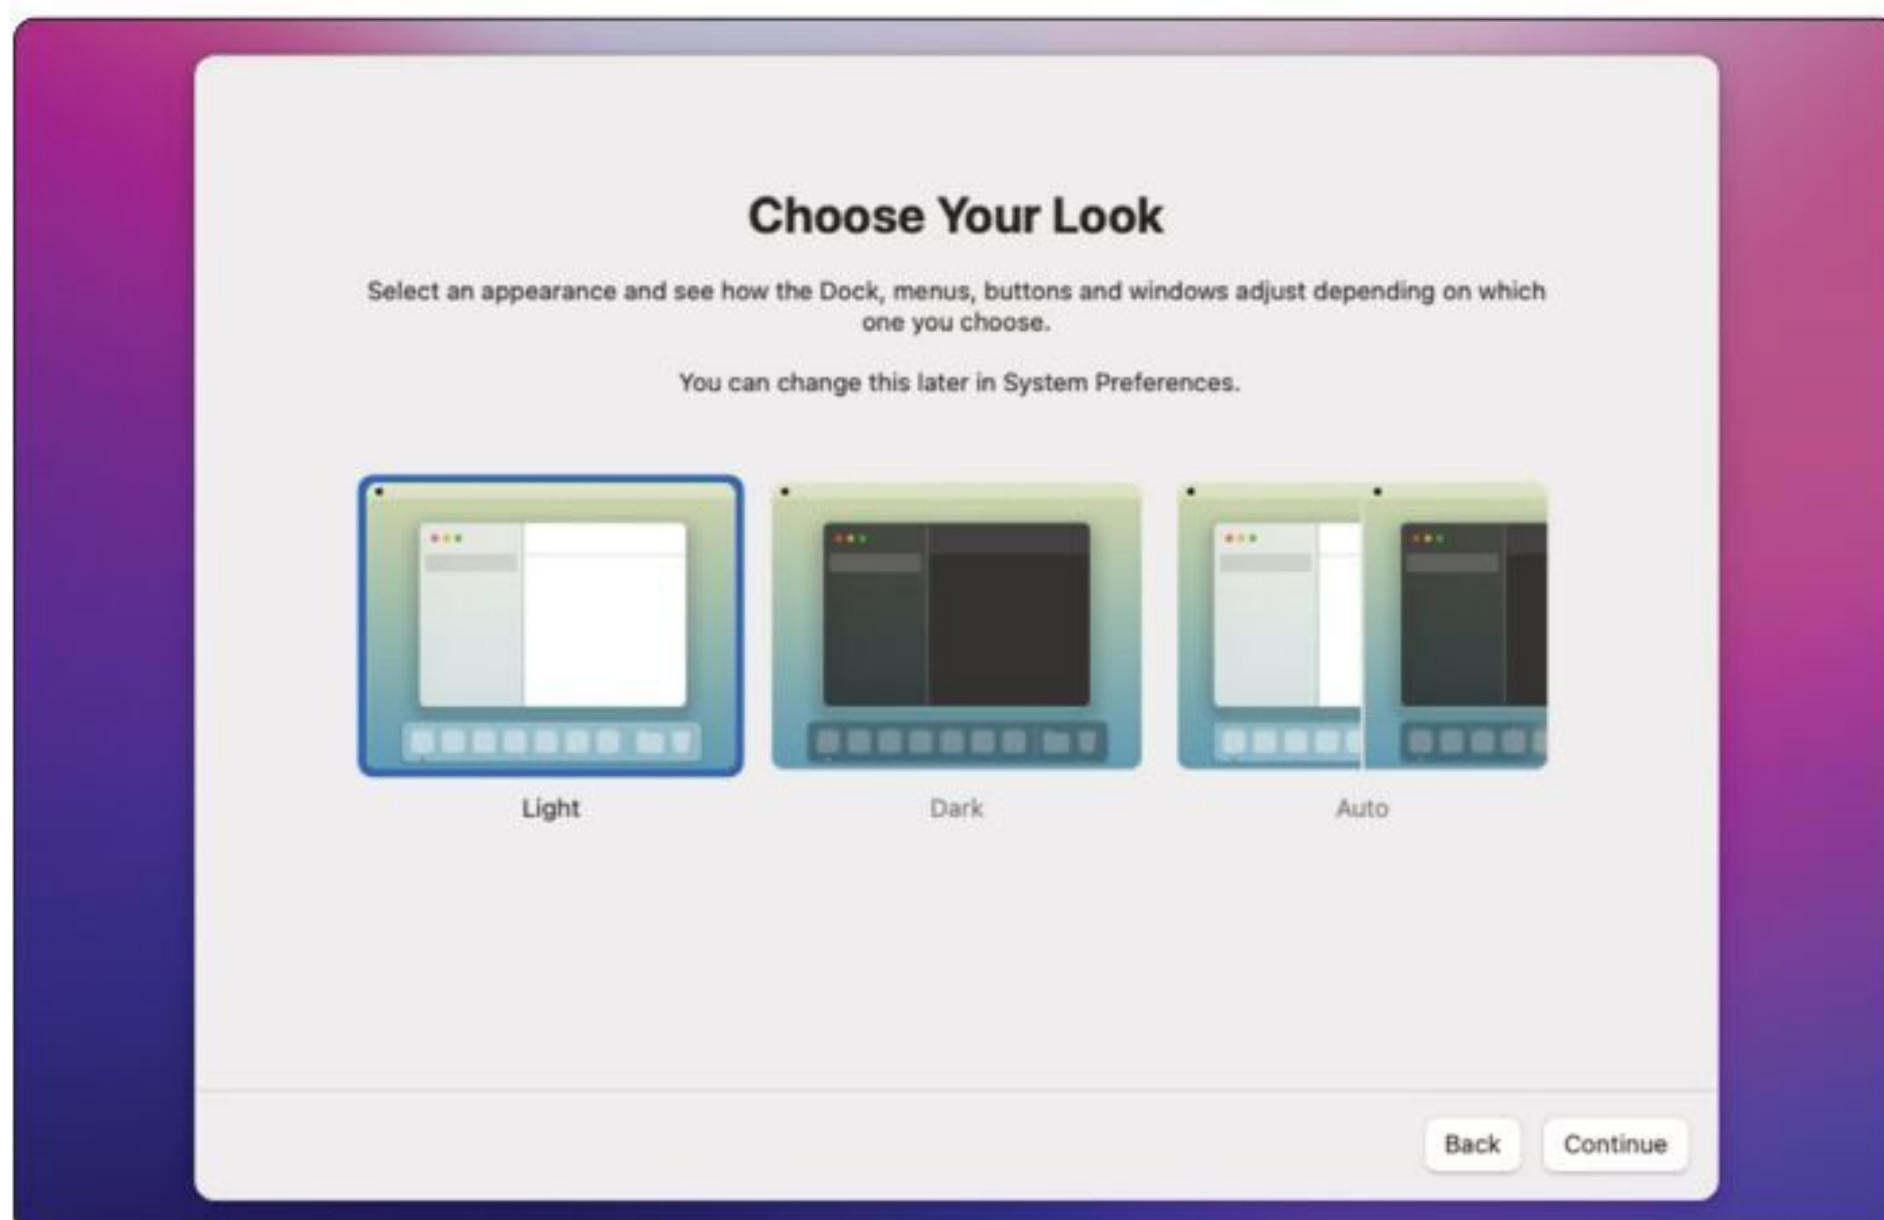 Choose Your Look
Select an appearance and see how the Dock, menus, buttons and windows adjust depending on which
one you choose.
You can change this later in System Preferences.
Light
Dark
Auto
Back
Continue